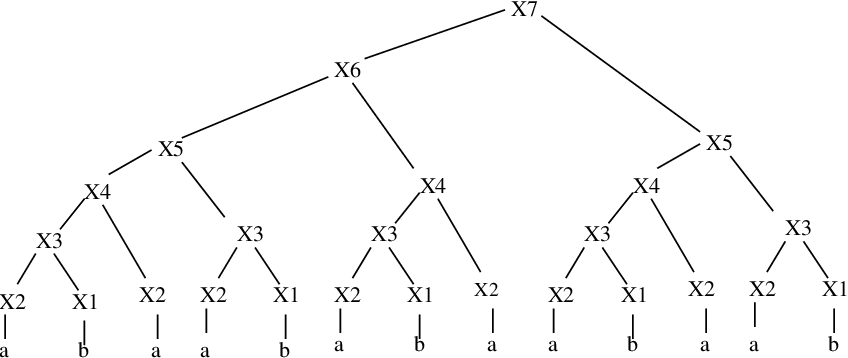 X7
X6
X5 X5
X4 X4 X4
X3 X3 X3 X3 X3
X2 X1 X2 X2 X1 X2 X1 X2 X2 X1 X2 X2 X1
a b a a b a b a a b a a b